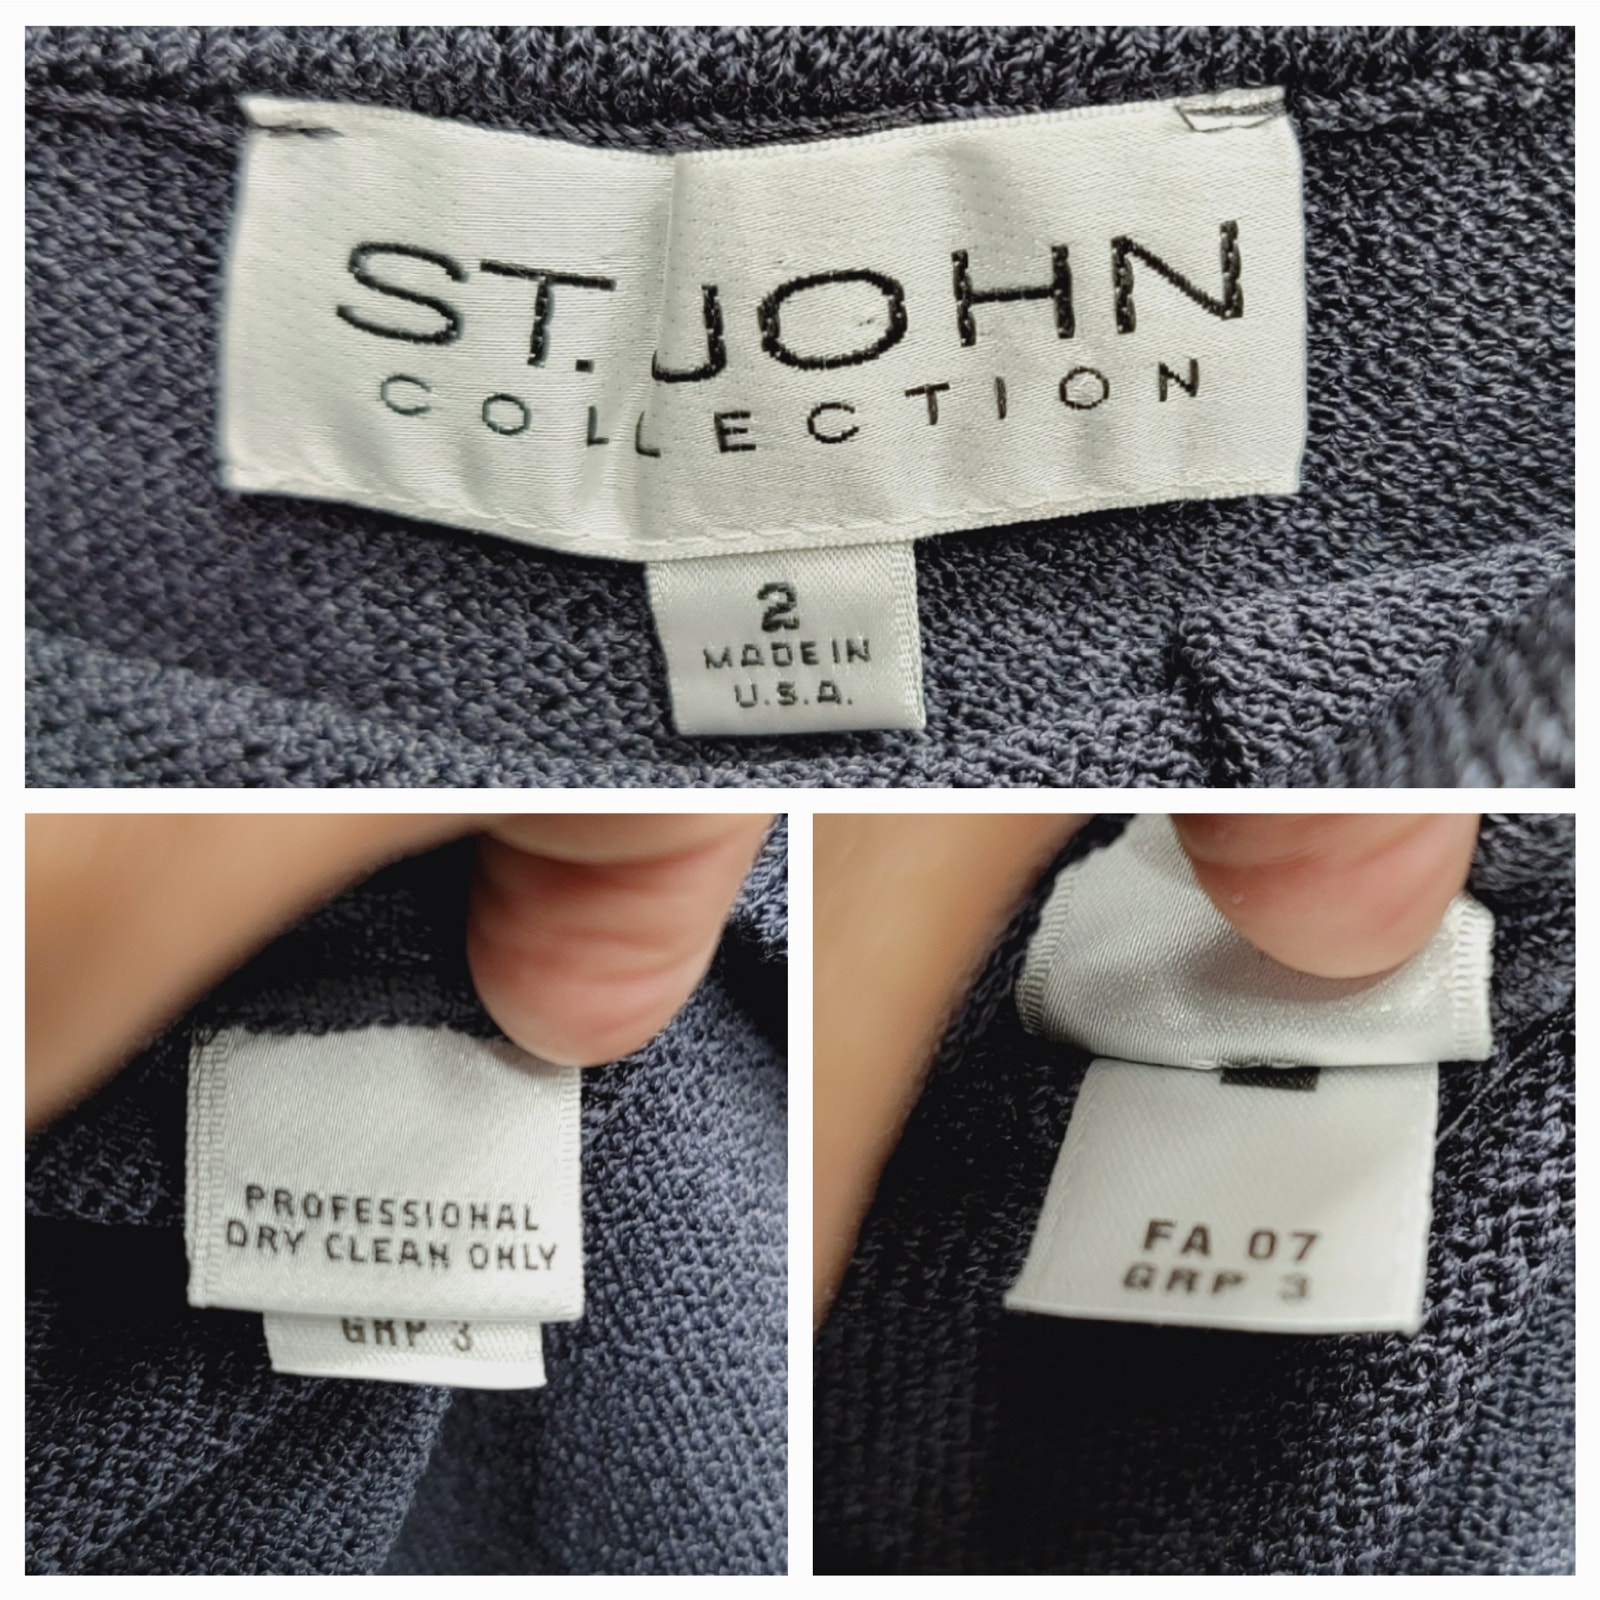 ST. JOHN
COLLECTION
2
MADE IN
U.S.A.
PROFESSIONAL
DRY CLEAN ONLY
GRP 3
FA 07
GRP 3